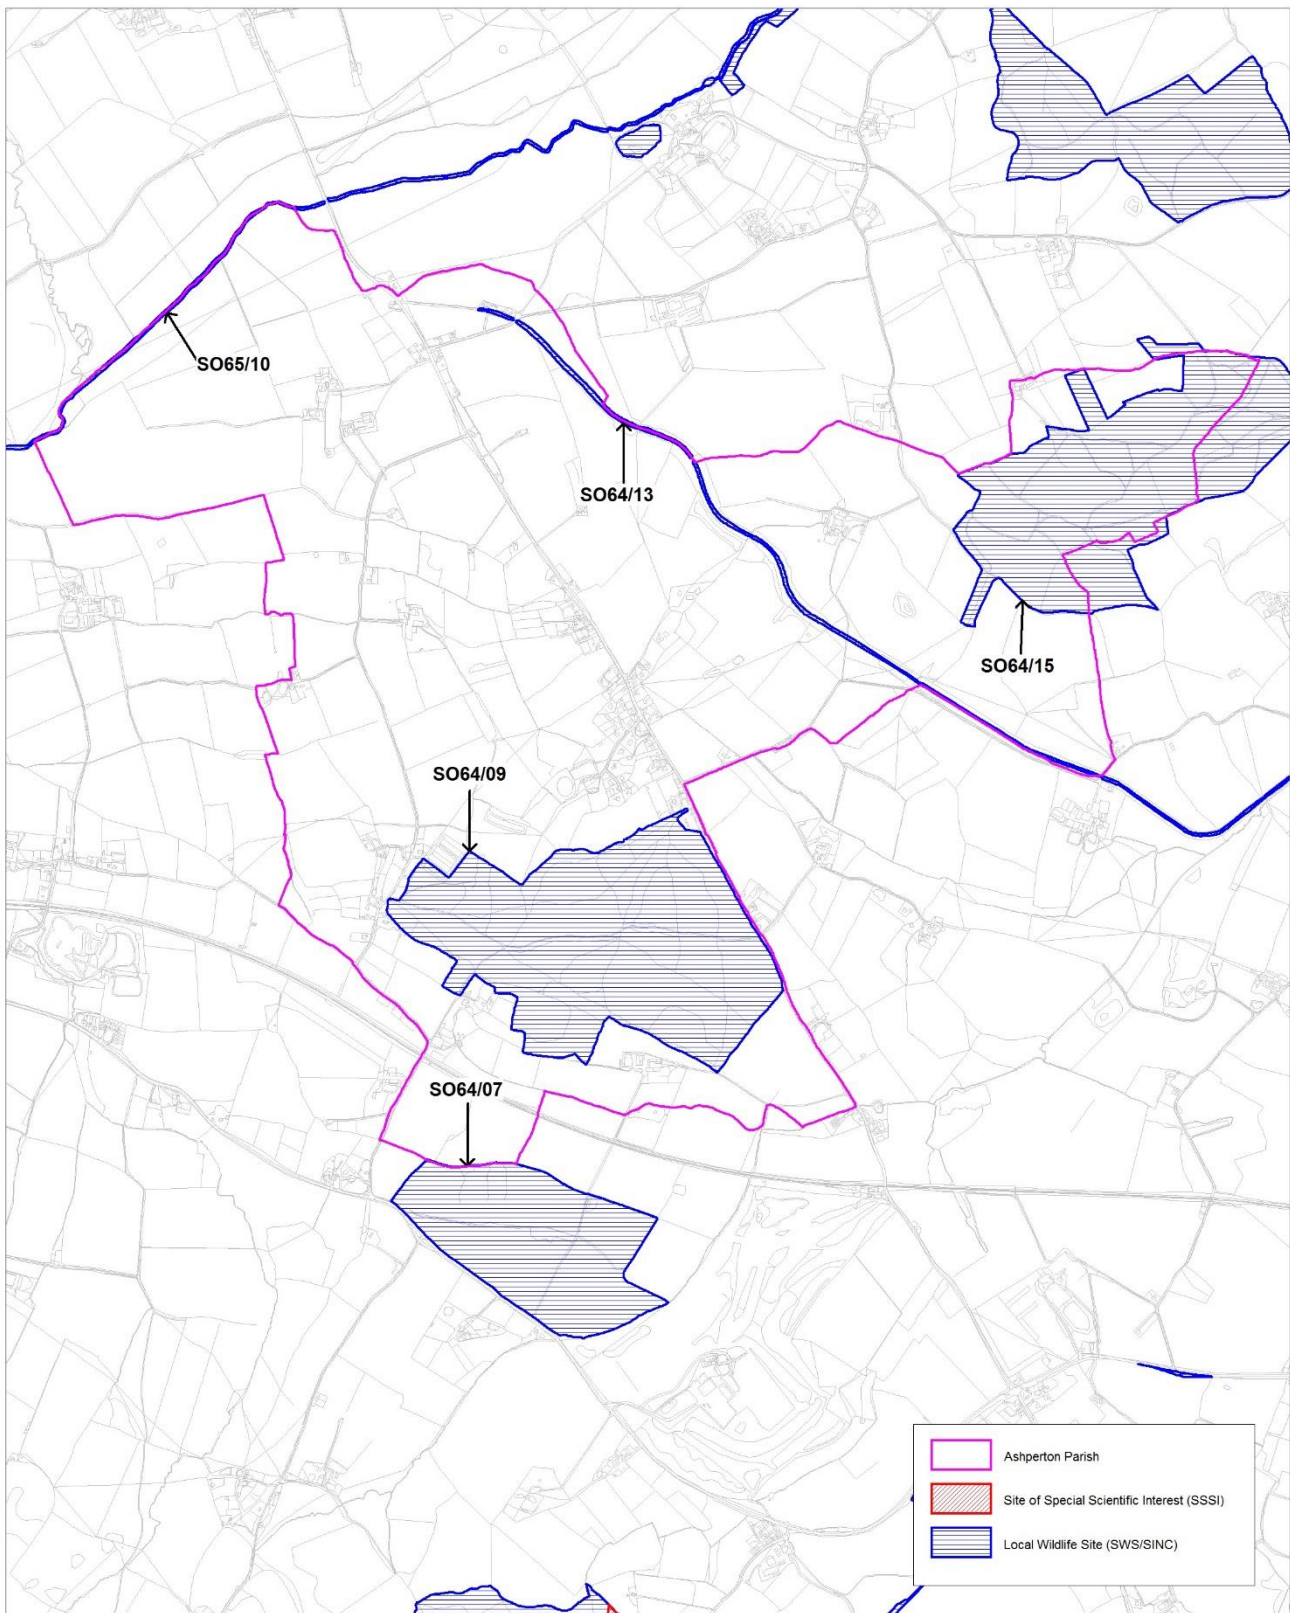 SO65/10
SO64/13
SO64/15
SO64/09
SO64/07
Ashperton Parish
Site of Special Scientific Interest (SSSI)
Local Wildlife Site (SWS/SINC)